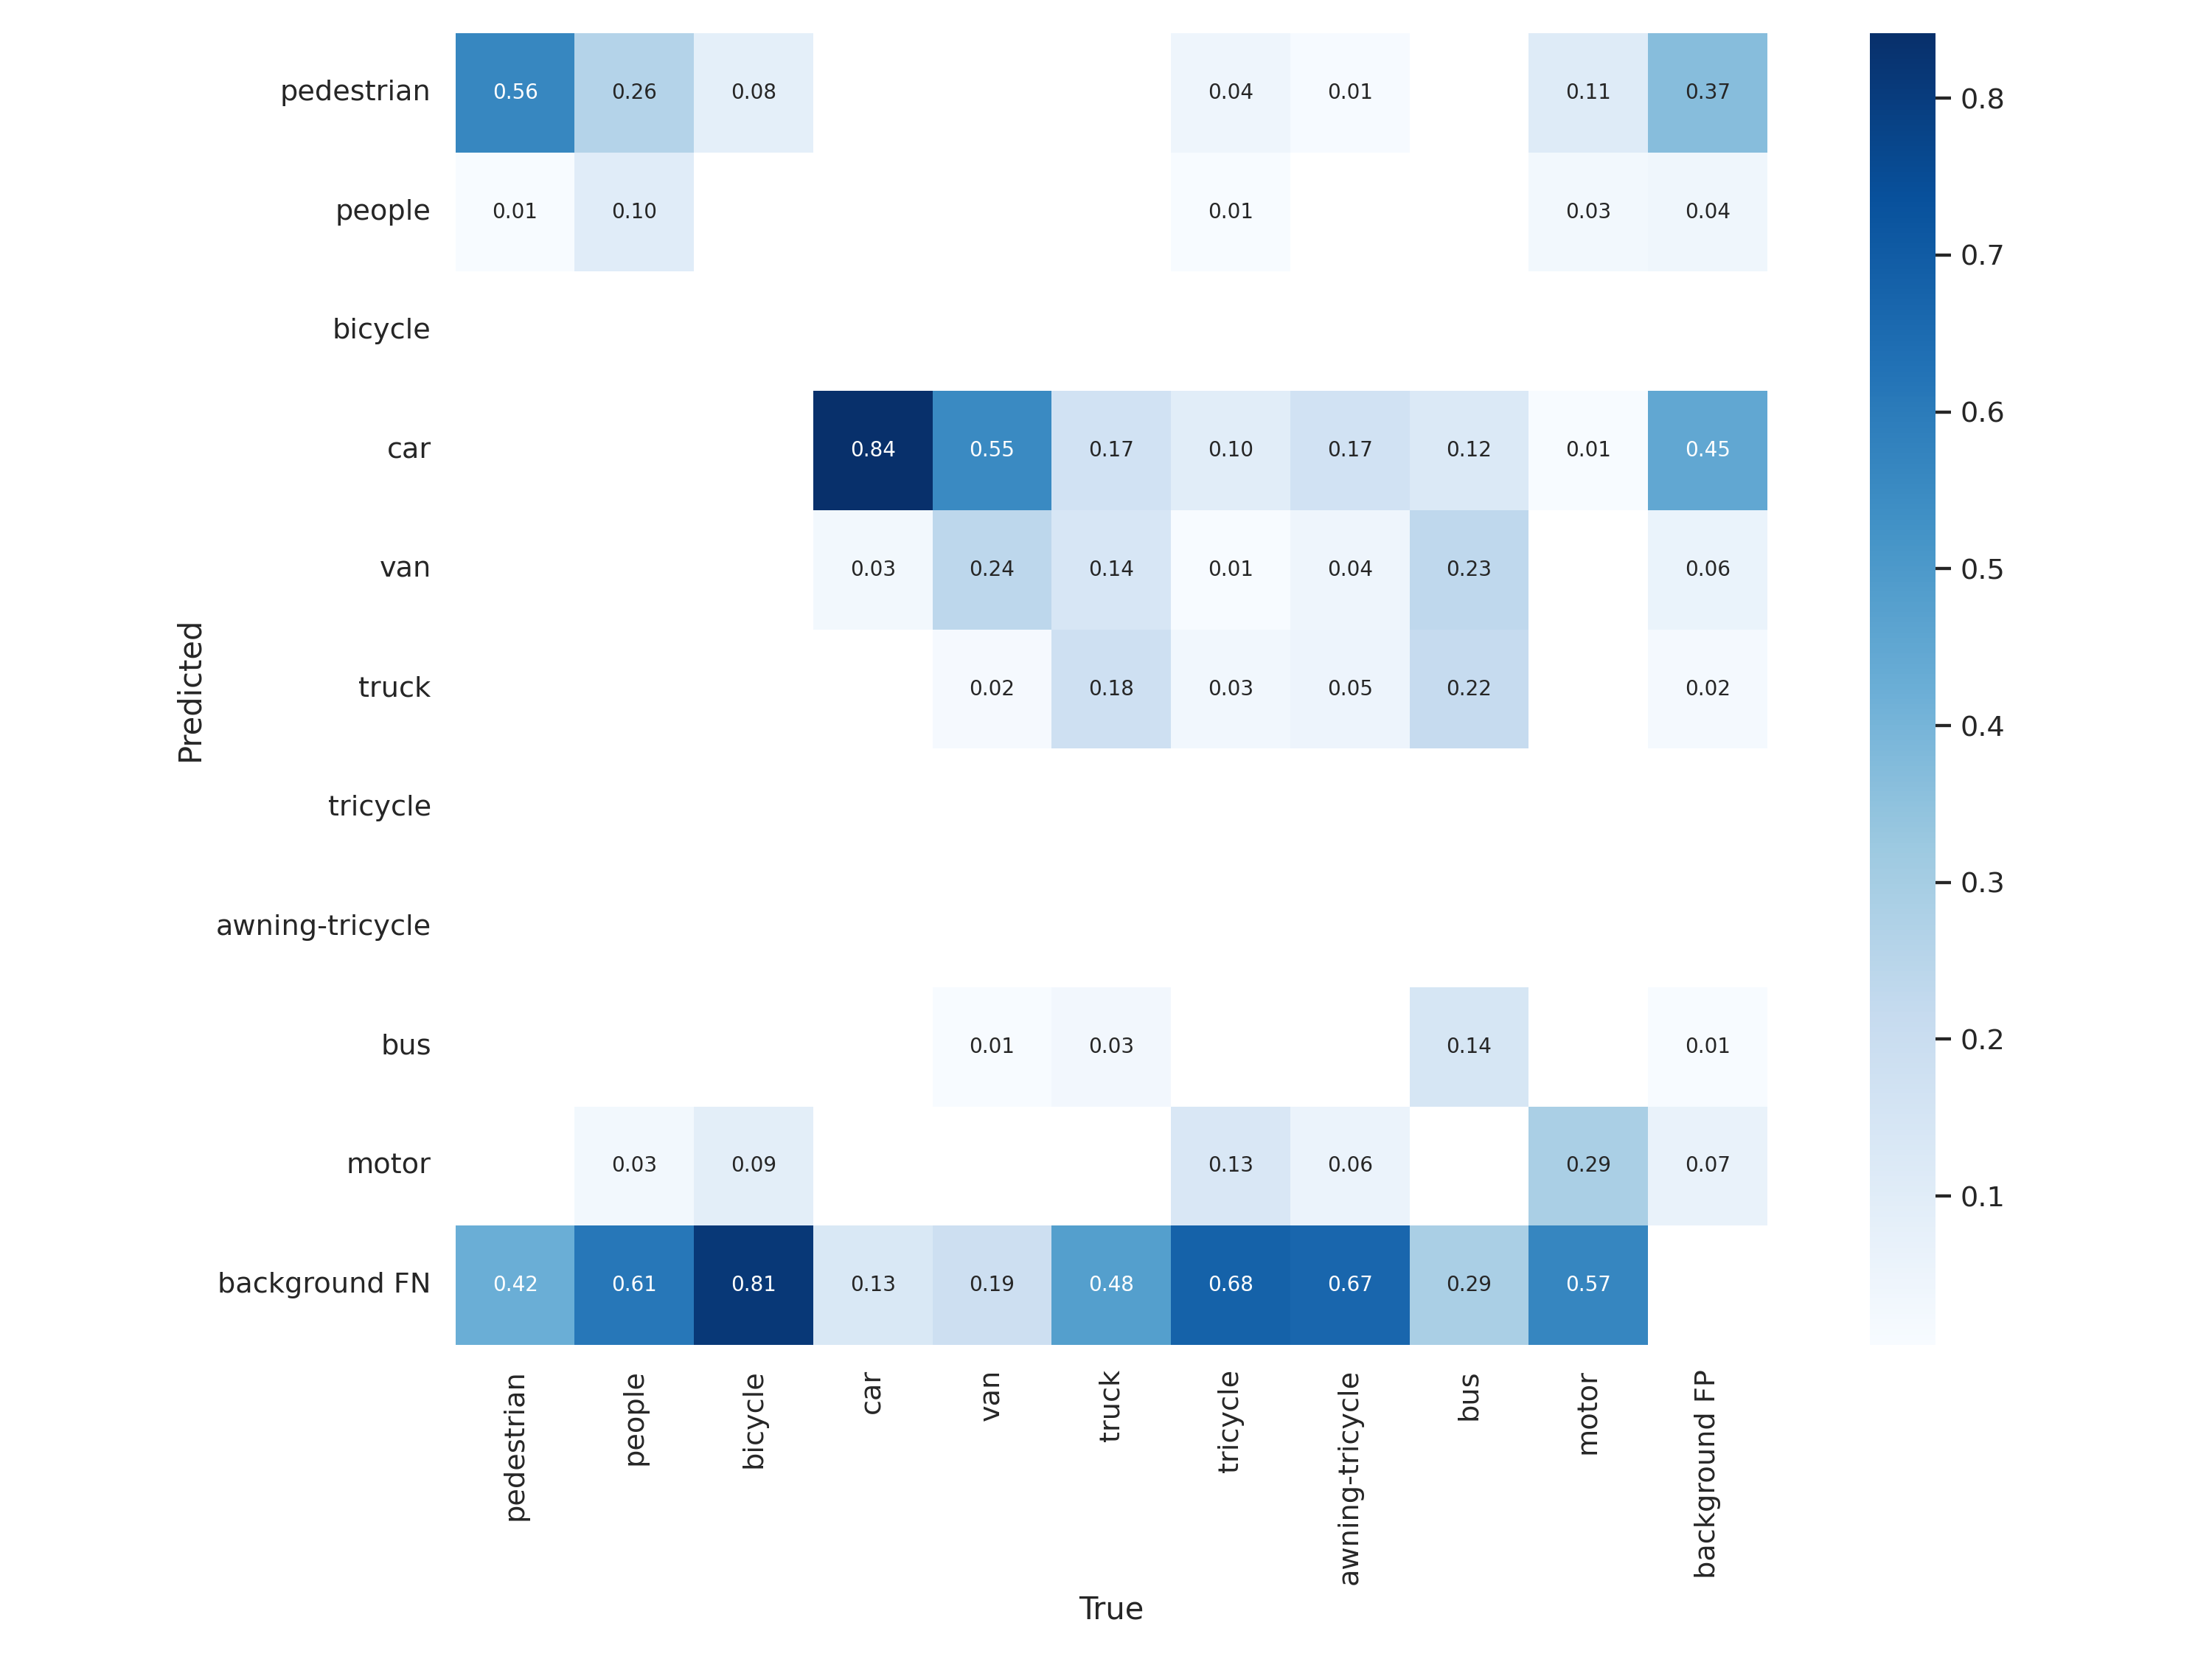 pedestrian 0.56 0.26 0.08 0.04 0.01 0.11 0.37
people 0.01 0.10 0.01 0.03 0.04
bicycle
car 0.84 0.55 0.17 0.10 0.17 0.12 0.01 0.45
van 0.03 0.24 0.14 0.01 0.04 0.23 0.06
truck 0.02 0.18 0.03 0.05 0.22 0.02
tricycle
awning-tricycle
bus 0.01 0.03 0.14 0.01
motor 0.03 0.09 0.13 0.06 0.29 0.07
background FN 0.42 0.61 0.81 0.13 0.19 0.48 0.68 0.67 0.29 0.57
Predicted
pedestrian
people
bicycle
car
van
truck
tricycle
awning-tricycle
bus
motor
background FP
True
0.8
0.7
0.6
0.5
0.4
0.3
0.2
0.1